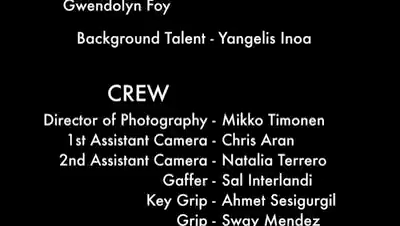 Gwendolyn Foy
Background Talent - Yangelis Inoa
CREW
Director of Photography - Mikko Timonen
1st Assistant Camera - Chris Aran
2nd Assistant Camera - Natalia Terrero
Gaffer - Sal Interlandi
Key Grip - Ahmet Sesigurgil
Grip - Sway Mendez